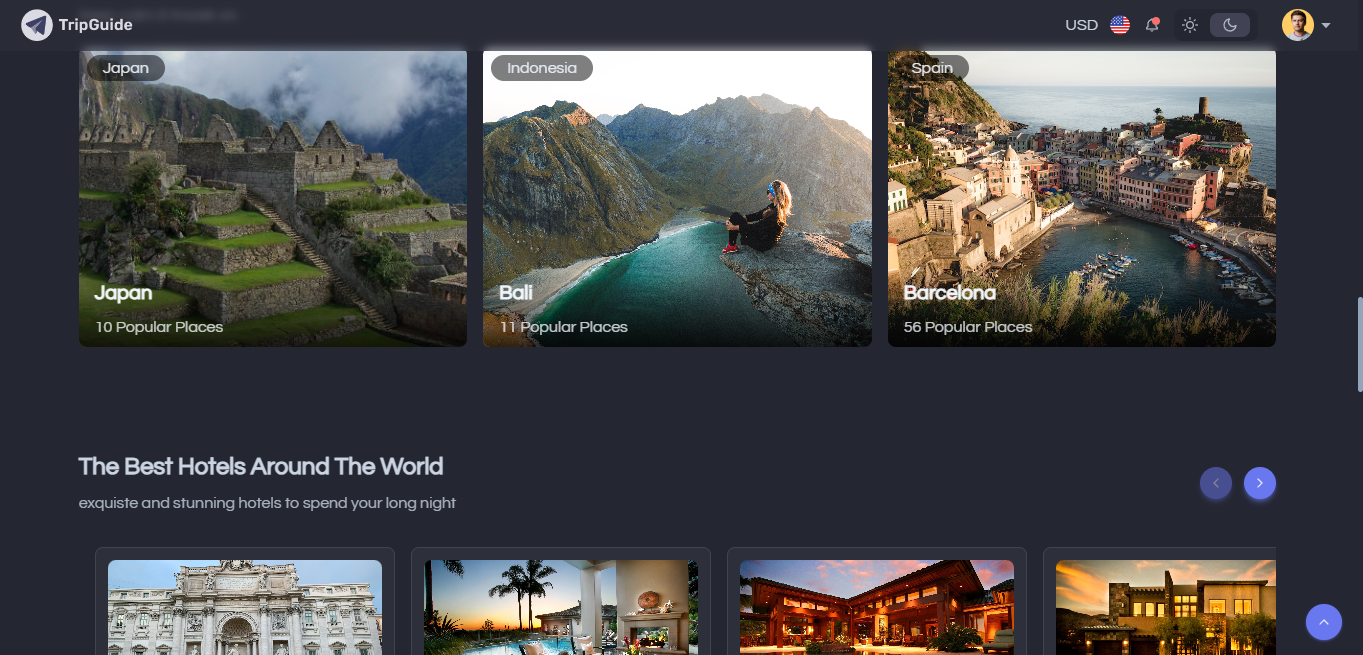 TripGuide
USD
Japan
Indonesia
Spain
Japan
10 Popular Places
Bali
11 Popular Places
Barcelona
56 Popular Places
The Best Hotels Around The World
exquiste and stunning hotels to spend your long night